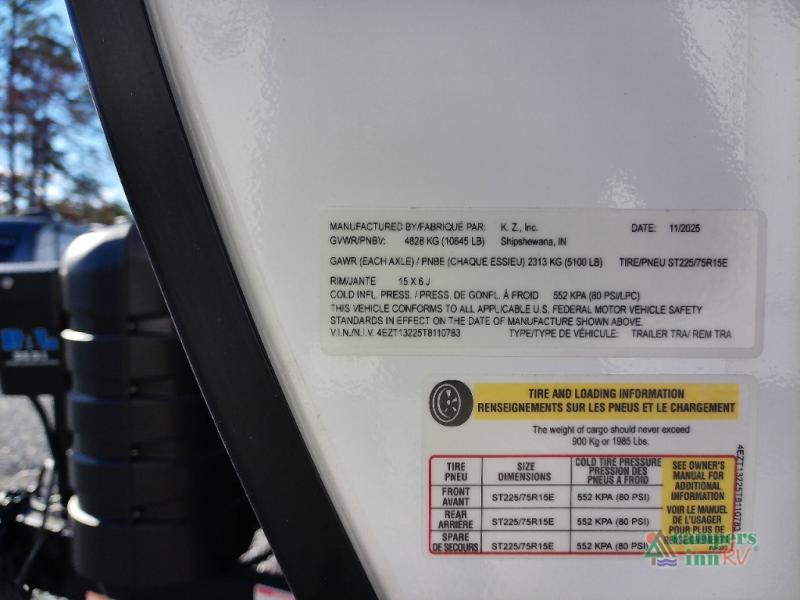 MANUFACTURED BY/FABRIQUÉ PAR: K. Z., Inc. DATE: 11/2025
GVWR/PNBV: 4828 KG (10645 LB) Shipshewana, IN
GAWR (EACH AXLE) / PNBE (CHAQUE ESSIEU) 2313 KG (5100 LB) TIRE/PNEU ST225/75R15E
RIM/JANTE 15 X 6 J
COLD INFL. PRESS. / PRESS. DE GONFL. À FROID 552 KPA (80 PSI/LPC)
THIS VEHICLE CONFORMS TO ALL APPLICABLE U.S. FEDERAL MOTOR VEHICLE SAFETY
STANDARDS IN EFFECT ON THE DATE OF MANUFACTURE SHOWN ABOVE.
V.I.N./N.I.V. 4EZT13225T8110783 TYPE/TYPE DE VÉHICULE: TRAILER TRA/ REM TRA
TIRE AND LOADING INFORMATION
RENSEIGNEMENTS SUR LES PNEUS ET LE CHARGEMENT
The weight of cargo should never exceed
900 Kg or 1985 Lbs.
TIRE PNEU SIZE DIMENSIONS COLD TIRE PRESSURE PRESSION DES PNEUS A FROID
FRONT AVANT ST225/75R15E 552 KPA (80 PSI)
REAR ARRIÈRE ST225/75R15E 552 KPA (80 PSI)
SPARE DE SECOURS ST225/75R15E 552 KPA (80 PSI)
SEE OWNER'S
MANUAL FOR
ADDITIONAL
INFORMATION
VOIR LE MANUEL
DE L'USAGER
POUR PLUS DE
4EZT13225T8110783
campers
inn RV